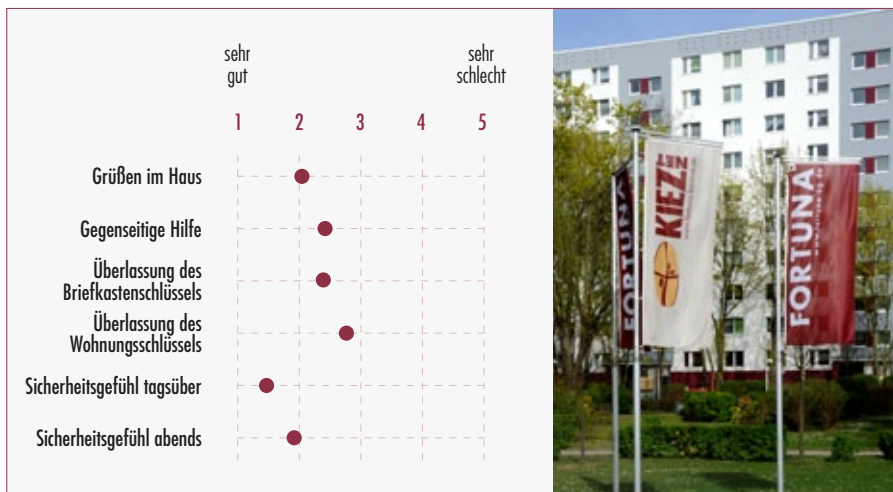 sehr
gut
sehr
schlecht
1 2 3 4 5
Grüßen im Haus
Gegenseitige Hilfe
Überlassung des
Briefkastenschlüssels
Überlassung des
Wohnungsschlüssels
Sicherheitsgefühl tagsüber
Sicherheitsgefühl abends
FORTUNA
KIEZ
NET
FORTUNA